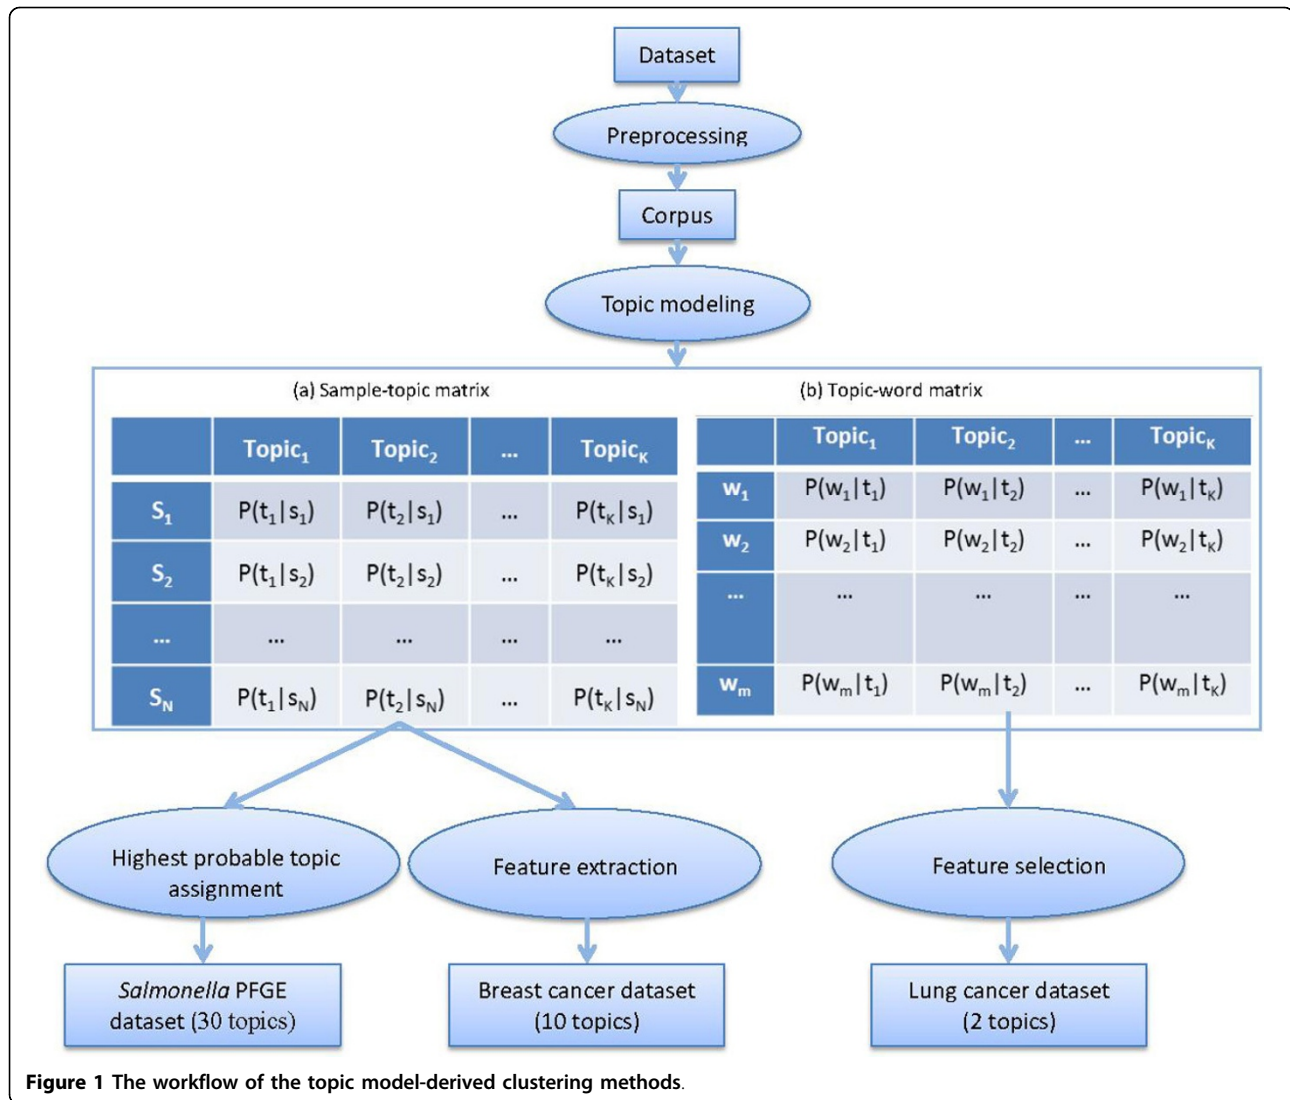 Dataset
Preprocessing
Corpus
Topic modeling
(a) Sample-topic matrix
Topic₁ Topic₂ ... Topicₖ
S₁ P(t₁|s₁) P(t₂|s₁) ... P(tₖ|s₁)
S₂ P(t₁|s₂) P(t₂|s₂) ... P(tₖ|s₂)
... ... ... ... ...
S_N P(t₁|s_N) P(t₂|s_N) ... P(tₖ|s_N)
(b) Topic-word matrix
Topic₁ Topic₂ ... Topicₖ
w₁ P(w₁|t₁) P(w₁|t₂) ... P(w₁|tₖ)
w₂ P(w₂|t₁) P(w₂|t₂) ... P(w₂|tₖ)
... ... ... ... ...
wₘ P(wₘ|t₁) P(wₘ|t₂) ... P(wₘ|tₖ)
Highest probable topic
assignment
Feature extraction
Feature selection
Salmonella PFGE
dataset (30 topics)
Breast cancer dataset
(10 topics)
Lung cancer dataset
(2 topics)
Figure 1 The workflow of the topic model-derived clustering methods.